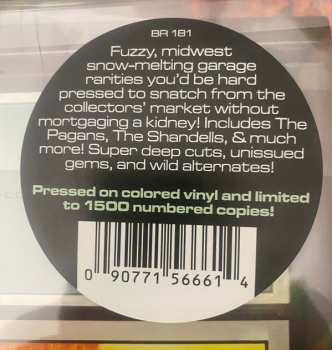 BR 181
Fuzzy, midwest
snow-melting garage
rarities you'd be hard
pressed to snatch from the
collectors' market without
mortgaging a kidney! Includes The
Pagans, The Shandells, & much
more! Super deep cuts, unissued
gems, and wild alternates!
Pressed on colored vinyl and limited
to 1500 numbered copies!
0 90771 56661 4